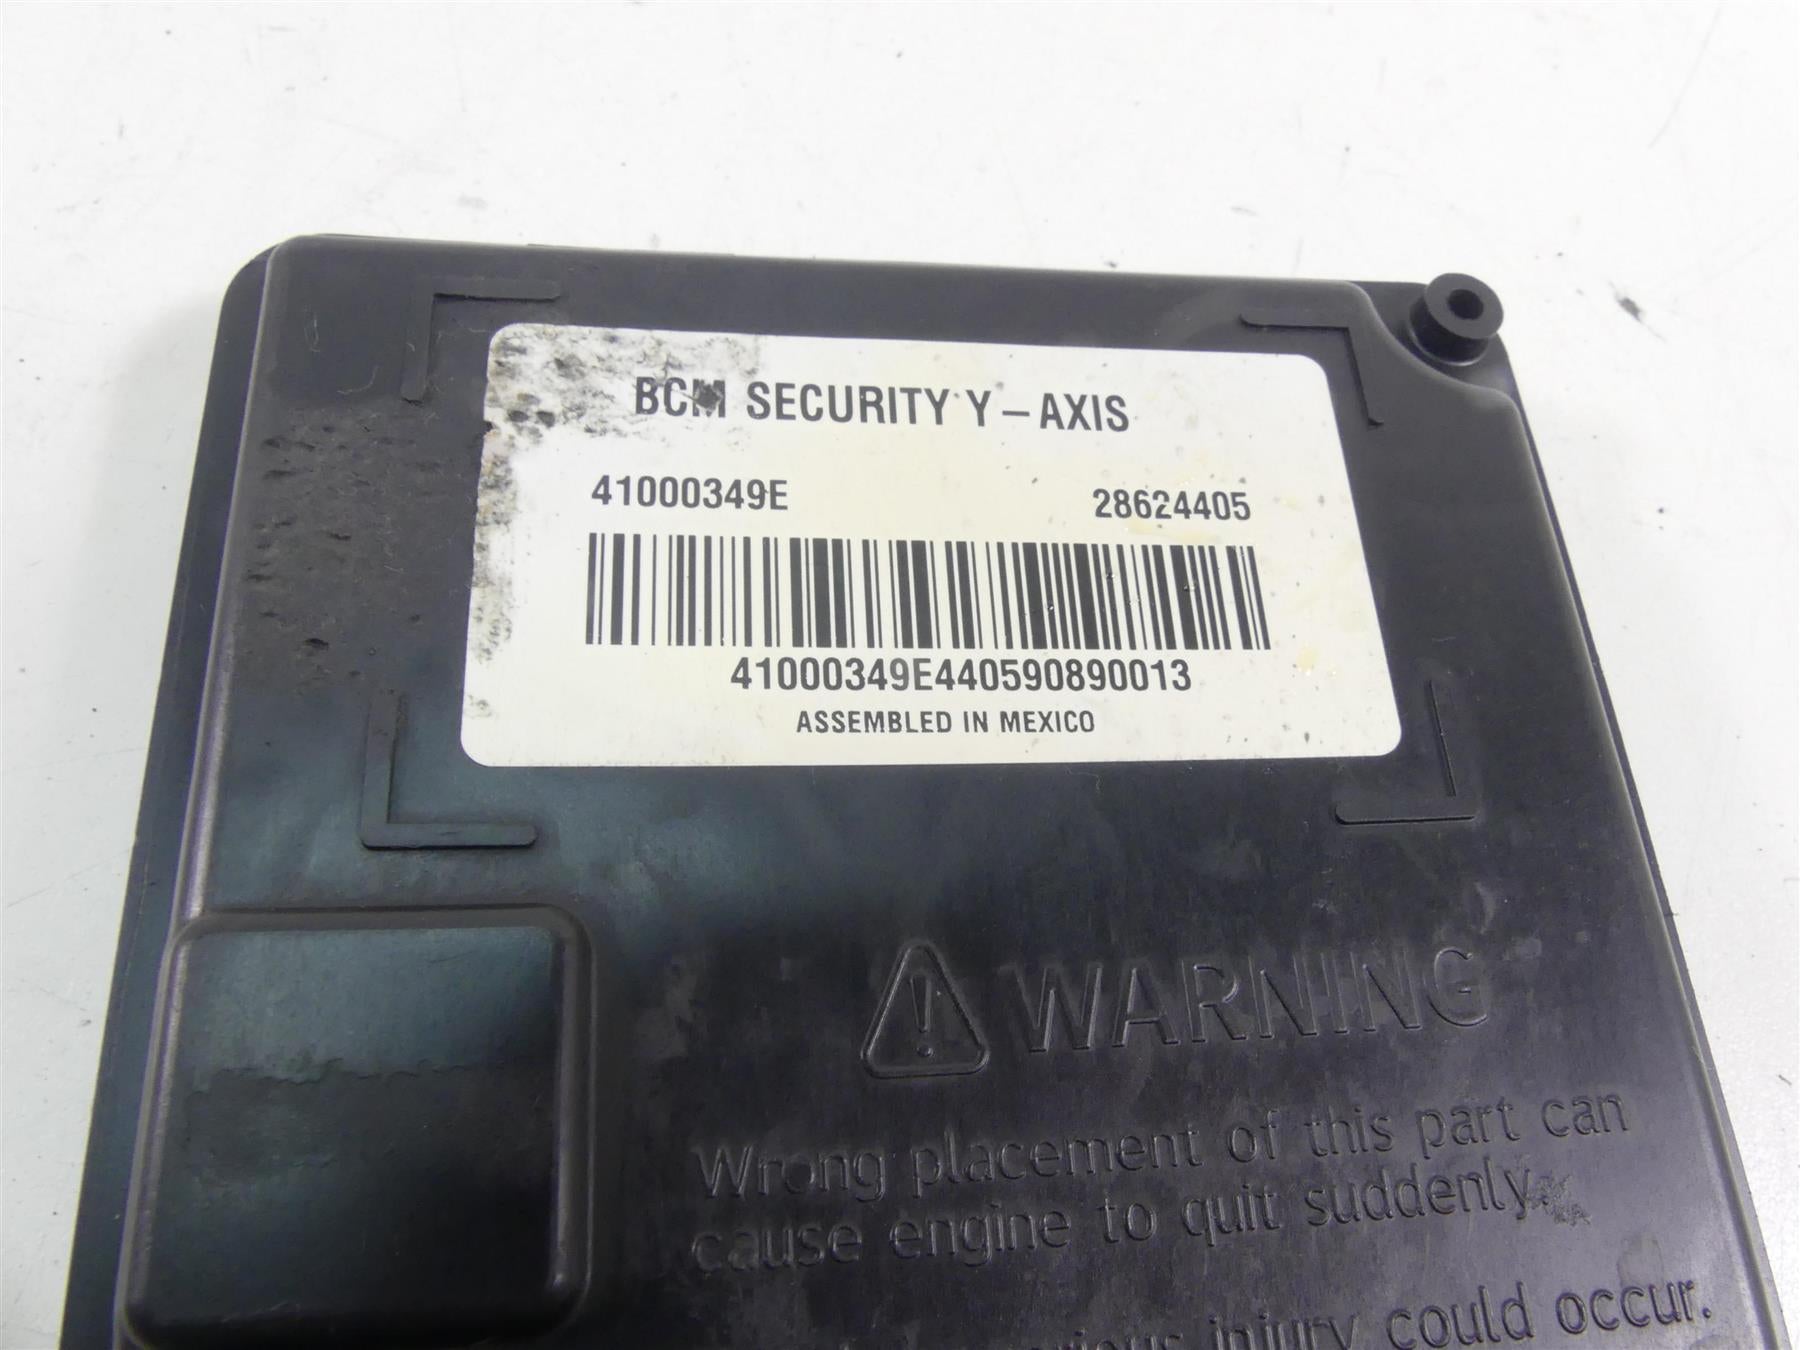 BCM SECURITY Y-AXIS
41000349E 28624405
41000349E440590890013
ASSEMBLED IN MEXICO
! WARNING
Wrong placement of this part can
cause engine to quit suddenly.
serious injury could occur.